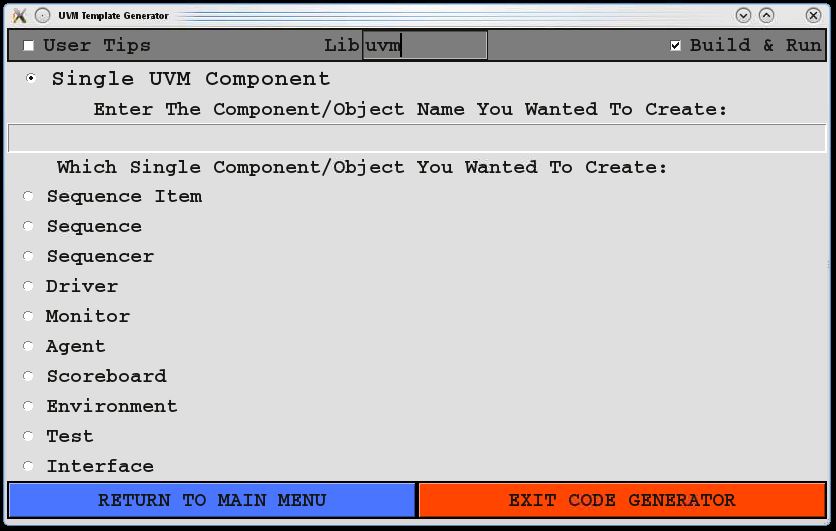 UVM Template Generator
User Tips Lib uvm Build & Run
Single UVM Component
Enter The Component/Object Name You Wanted To Create:
Which Single Component/Object You Wanted To Create:
Sequence Item
Sequence
Sequencer
Driver
Monitor
Agent
Scoreboard
Environment
Test
Interface
RETURN TO MAIN MENU EXIT CODE GENERATOR